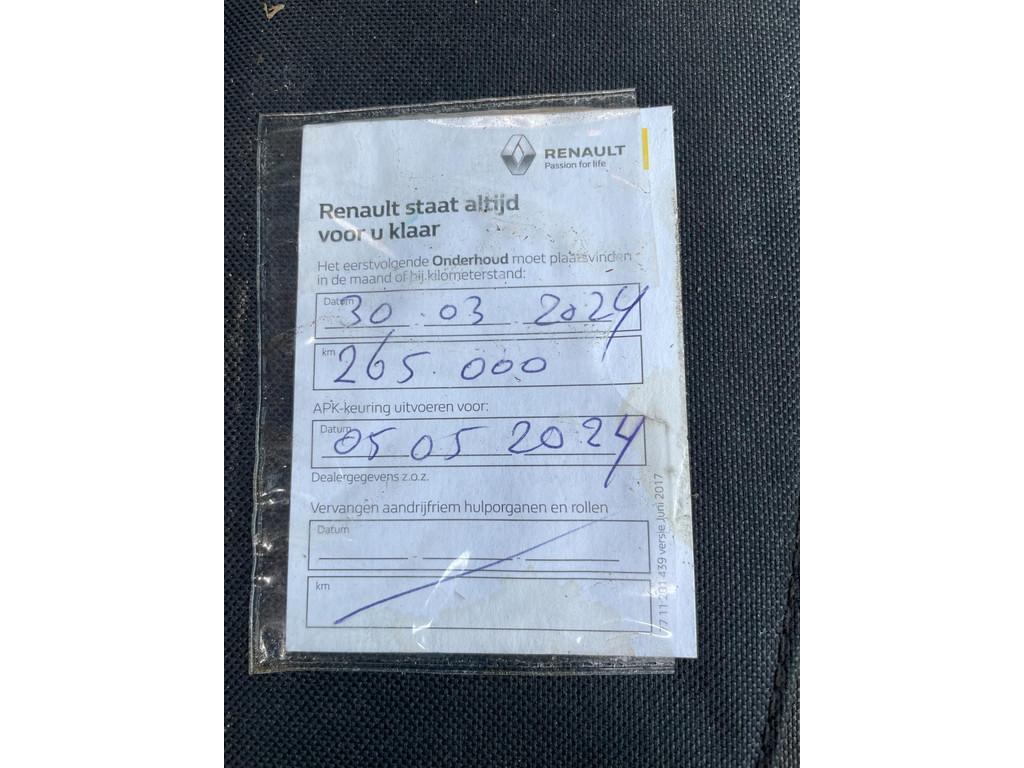 RENAULT
Passion for life
Renault staat altijd
voor u klaar
Het eerstvolgende Onderhoud moet plaatsvinden
in de maand of bij kilometerstand:
Datum 30 . 03 2024
km 265.000
APK-keuring uitvoeren voor:
Datum 05 05 2024
Dealergegevens z.o.z.
Vervangen aandrijfriem hulporganen en rollen
Datum
km
77 11 201 439 versie Juni 2017